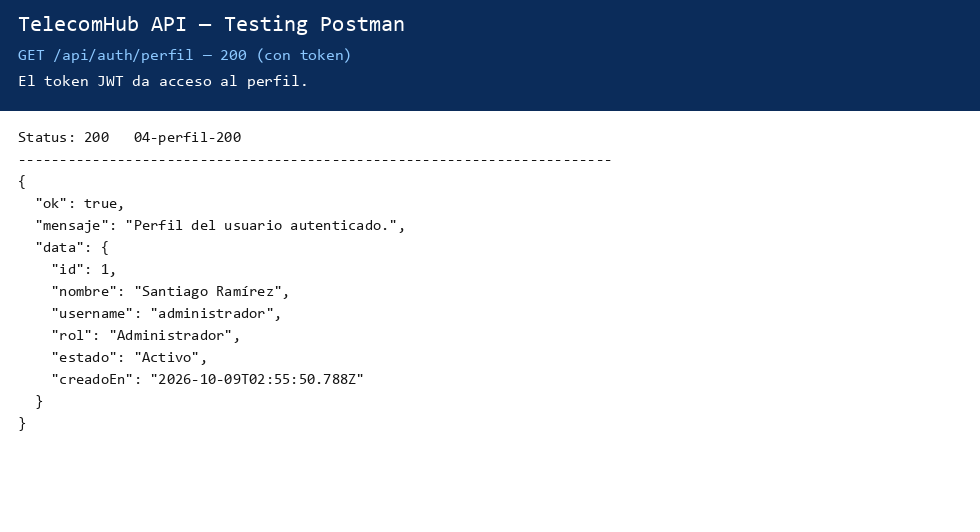 TelecomHub API — Testing Postman
GET /api/auth/perfil — 200 (con token)
El token JWT da acceso al perfil.
Status: 200   04-perfil-200
------------------------------------------------------------------------
{
  "ok": true,
  "mensaje": "Perfil del usuario autenticado.",
  "data": {
    "id": 1,
    "nombre": "Santiago Ramírez",
    "username": "administrador",
    "rol": "Administrador",
    "estado": "Activo",
    "creadoEn": "2026-10-09T02:55:50.788Z"
  }
}